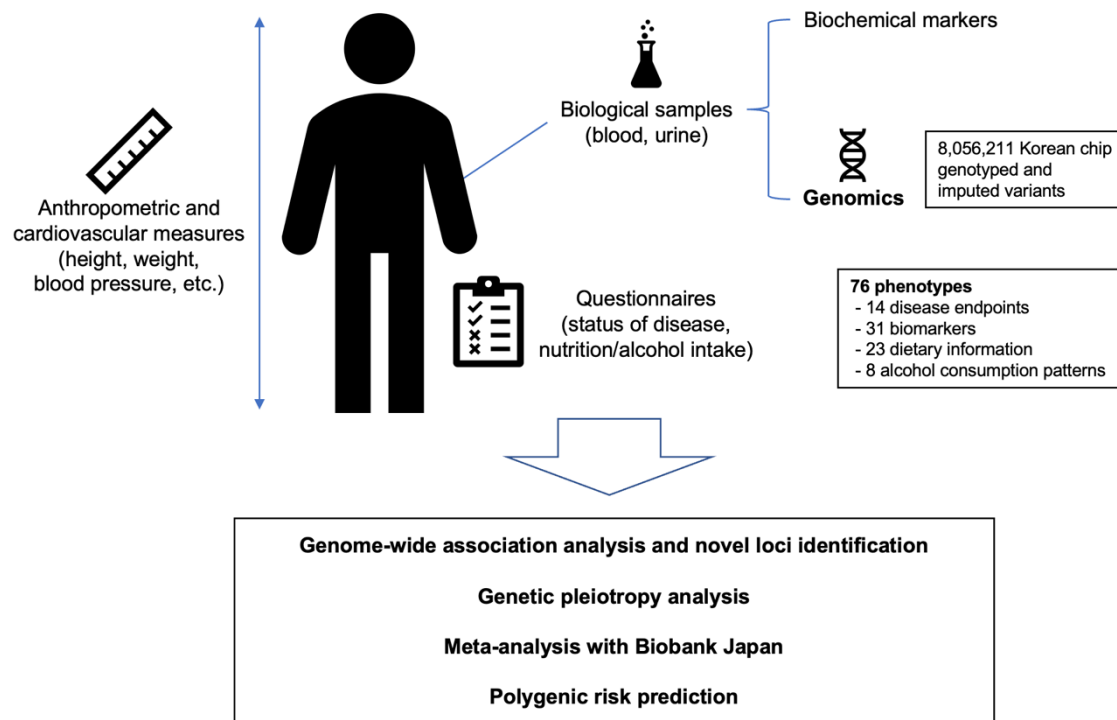 Biochemical markers
Biological samples
(blood, urine)
Genomics
8,056,211 Korean chip
genotyped and
imputed variants
Anthropometric and
cardiovascular measures
(height, weight,
blood pressure, etc.)
Questionnaires
(status of disease,
nutrition/alcohol intake)
76 phenotypes
- 14 disease endpoints
- 31 biomarkers
- 23 dietary information
- 8 alcohol consumption patterns
Genome-wide association analysis and novel loci identification
Genetic pleiotropy analysis
Meta-analysis with Biobank Japan
Polygenic risk prediction